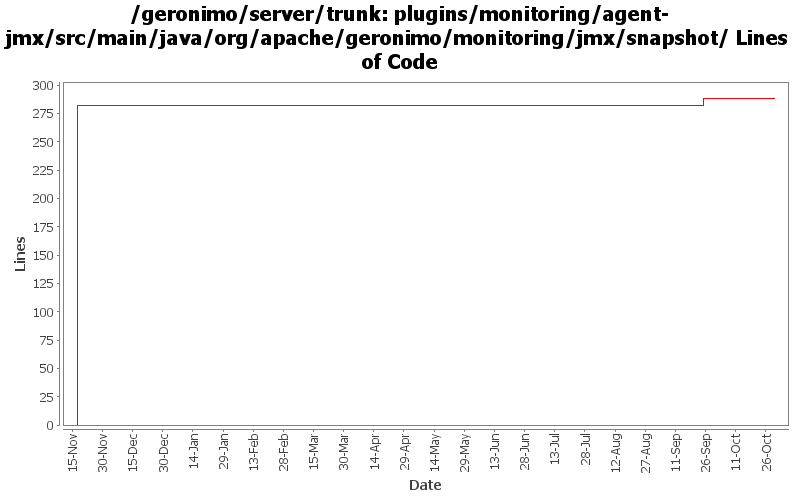 /geronimo/server/trunk: plugins/monitoring/agent-
jmx/src/main/java/org/apache/geronimo/monitoring/jmx/snapshot/ Lines
of Code
300
275
250
225
200
175
150
125
100
75
50
25
0
Lines
15-Nov
30-Nov
15-Dec
30-Dec
14-Jan
29-Jan
13-Feb
28-Feb
15-Mar
30-Mar
14-Apr
29-Apr
14-May
29-May
13-Jun
28-Jun
13-Jul
28-Jul
12-Aug
27-Aug
11-Sep
26-Sep
11-Oct
26-Oct
Date